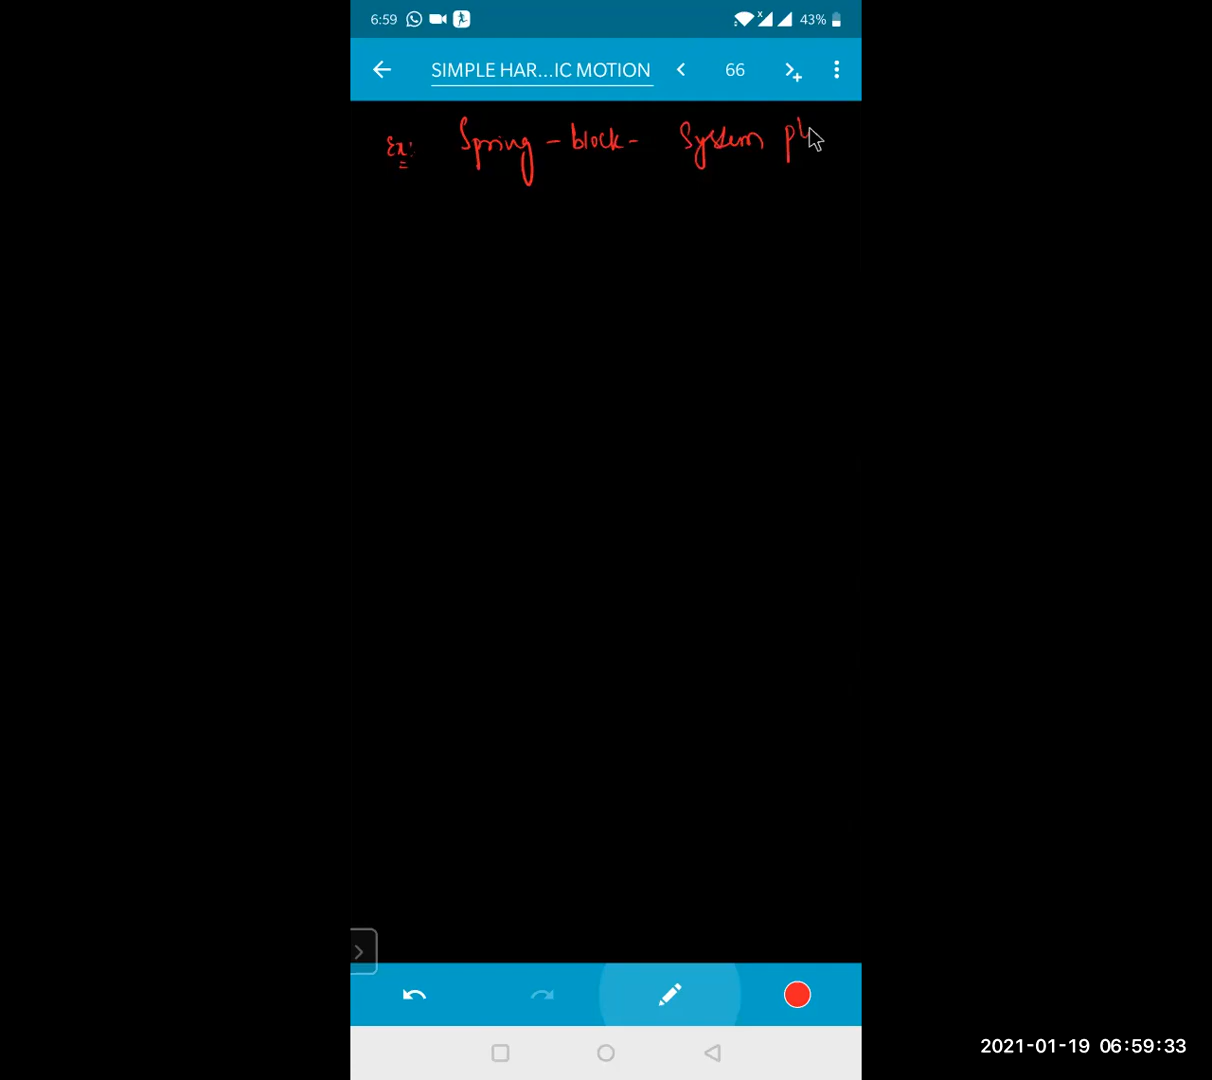 6:59 43%
SIMPLE HAR...IC MOTION 66
Ex: Spring - block - System
2021-01-19 06:59:33